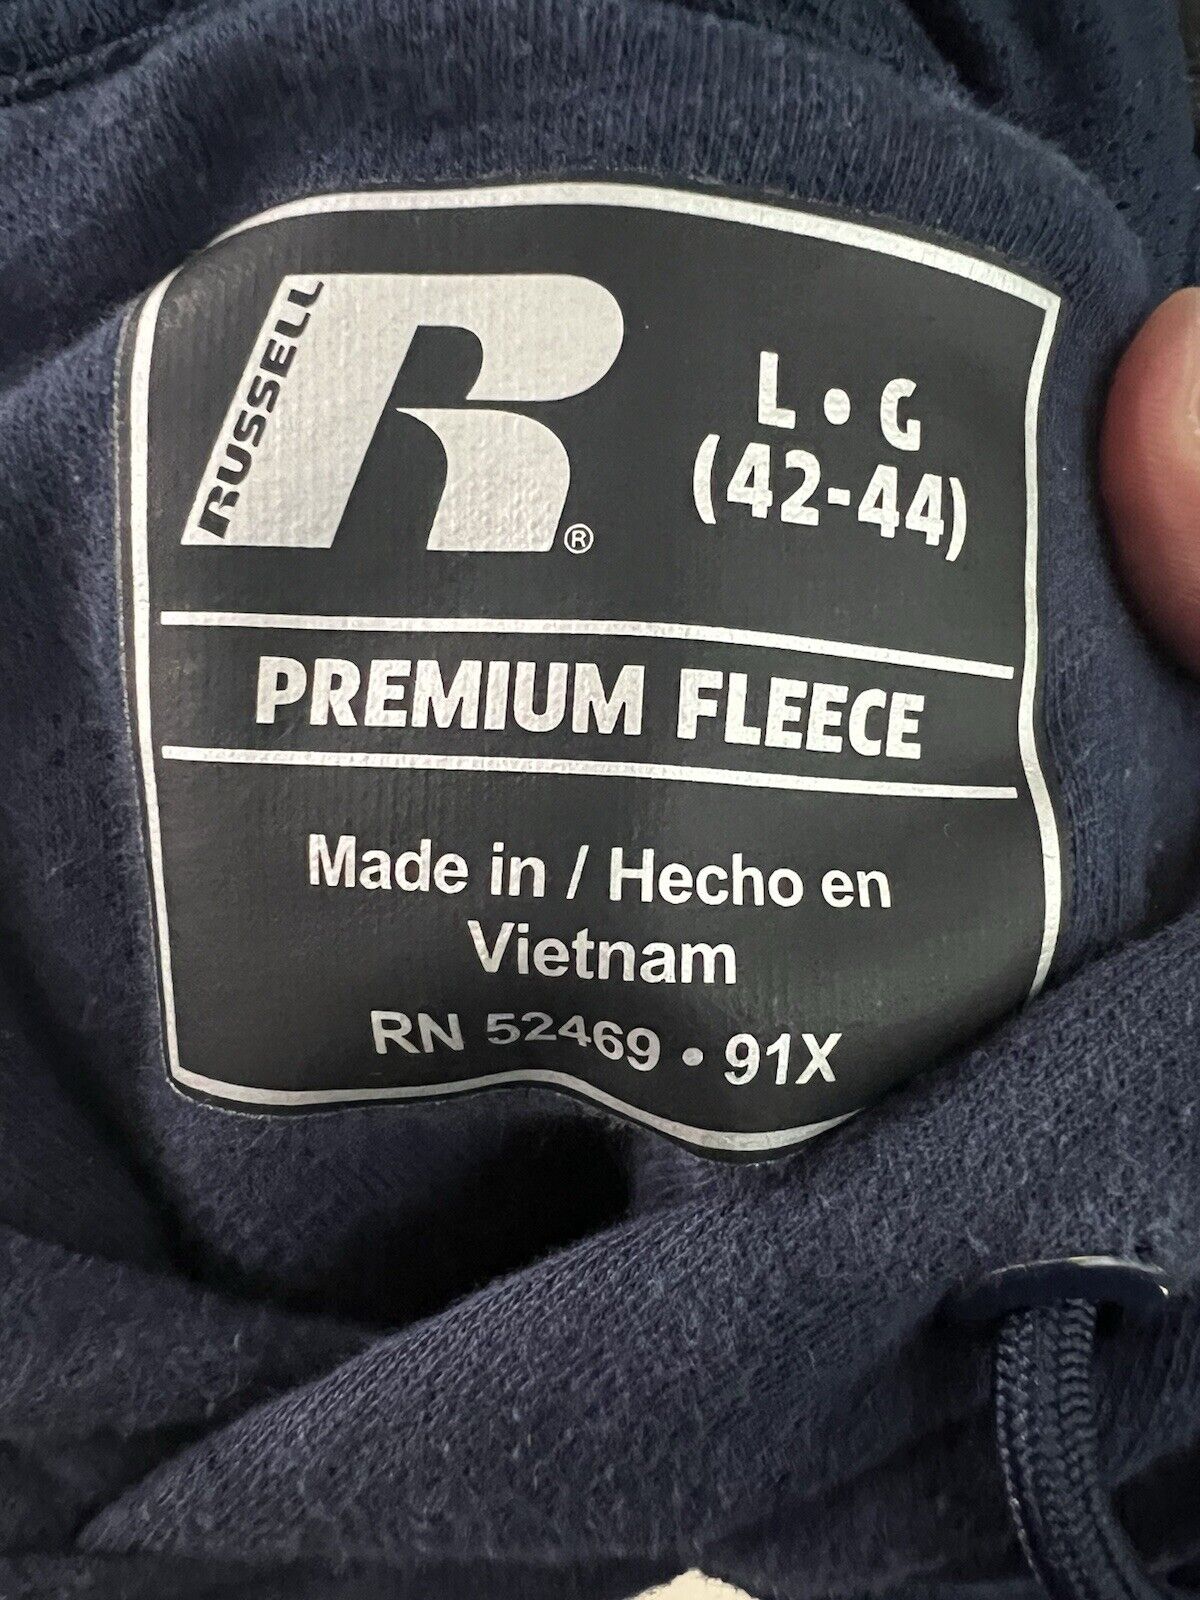 RUSSELL
®
L • G
(42-44)
PREMIUM FLEECE
Made in / Hecho en
Vietnam
RN 52469 • 91X